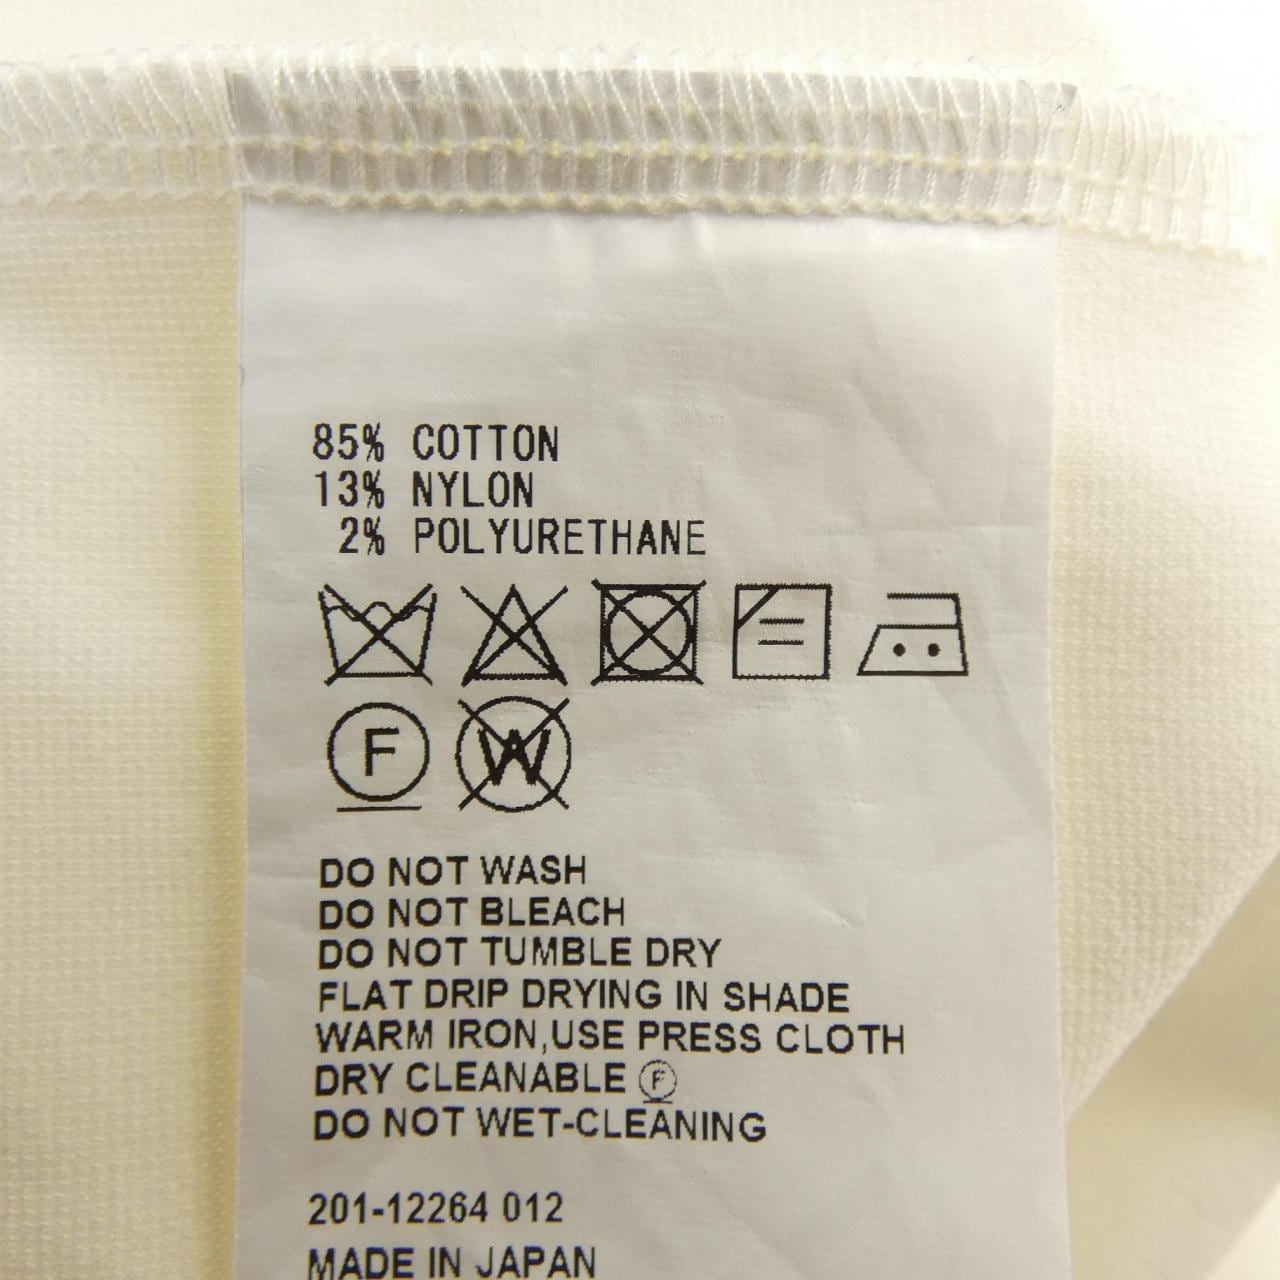 85% COTTON
13% NYLON
2% POLYURETHANE
F W
DO NOT WASH
DO NOT BLEACH
DO NOT TUMBLE DRY
FLAT DRIP DRYING IN SHADE
WARM IRON,USE PRESS CLOTH
DRY CLEANABLE Ⓕ
DO NOT WET-CLEANING
201-12264 012
MADE IN JAPAN